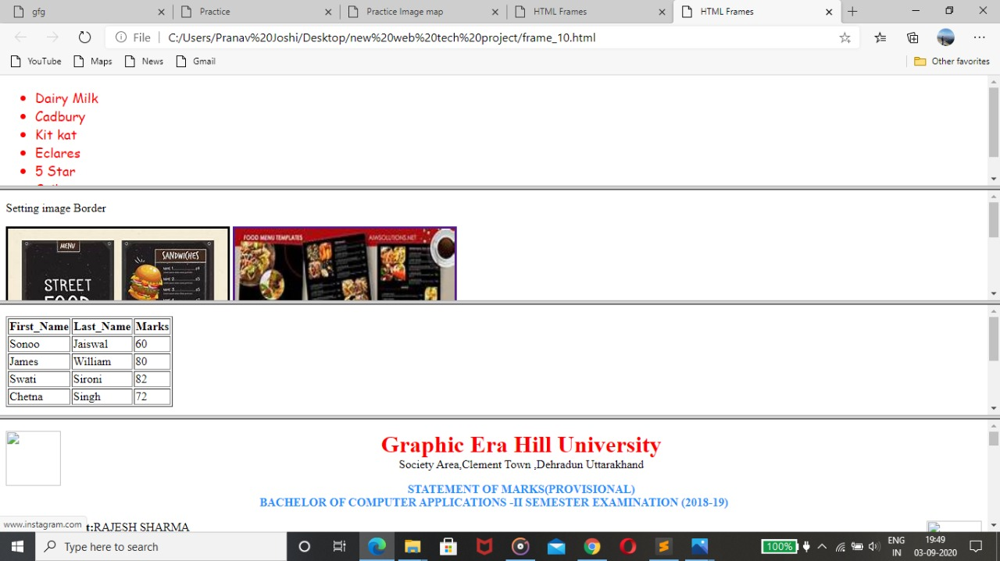 gfg
Practice
Practice Image map
HTML Frames
HTML Frames
File
C:/Users/Pranav%20Joshi/Desktop/new%20web%20tech%20project/frame_10.html
YouTube Maps News Gmail Other favorites
Dairy Milk
Cadbury
Kit kat
Eclares
5 Star
Setting image Border
MENU
STREET
SANDWICHES
FOOD MENU TEMPLATES
AIWSOLUTIONS.NET
First_Name Last_Name Marks
Sonoo Jaiswal 60
James William 80
Swati Sironi 82
Chetna Singh 72
Graphic Era Hill University
Society Area,Clement Town ,Dehradun Uttarakhand
STATEMENT OF MARKS(PROVISIONAL)
BACHELOR OF COMPUTER APPLICATIONS -II SEMESTER EXAMINATION (2018-19)
www.instagram.com
t:RAJESH SHARMA
Type here to search
100%
ENG
IN
19:49
03-09-2020